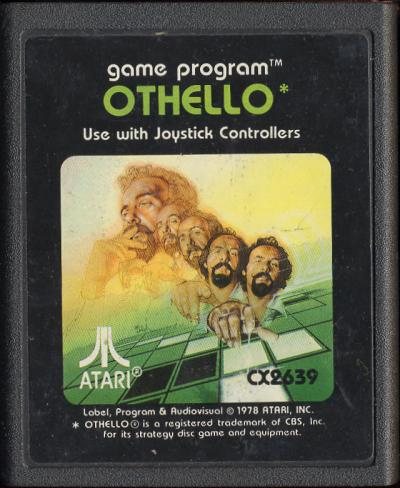 game program™
OTHELLO*
Use with Joystick Controllers
ATARI®
CX2639
Label, Program & Audiovisual © 1978 ATARI, INC.
* OTHELLO® is a registered trademark of CBS, Inc.
for its strategy disc game and equipment.